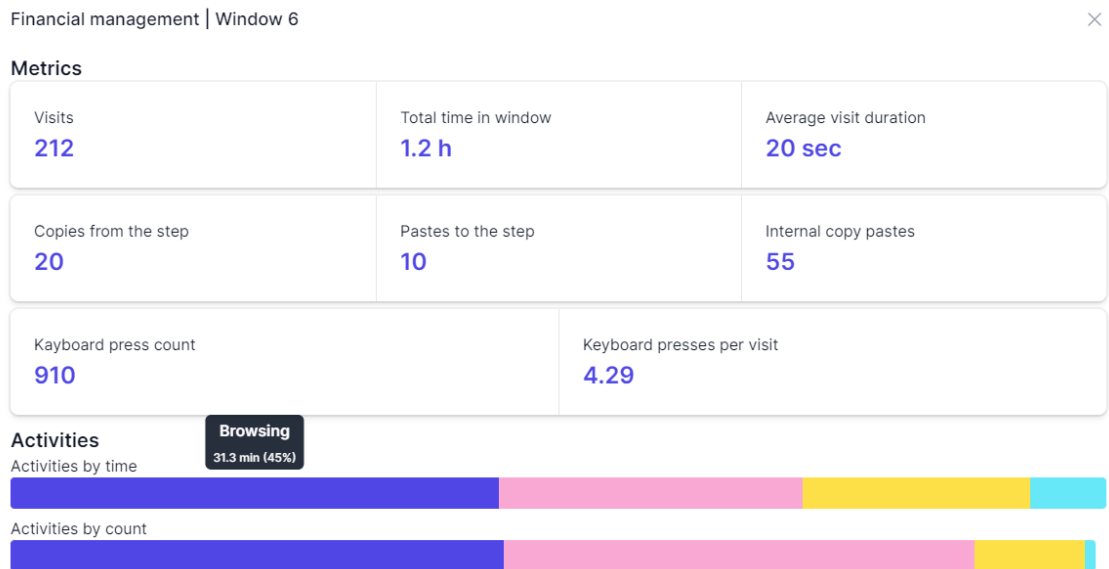 Financial management | Window 6
Metrics
Visits
212
Total time in window
1.2 h
Average visit duration
20 sec
Copies from the step
20
Pastes to the step
10
Internal copy pastes
55
Kayboard press count
910
Keyboard presses per visit
4.29
Activities
Browsing
31.3 min (45%)
Activities by time
Activities by count